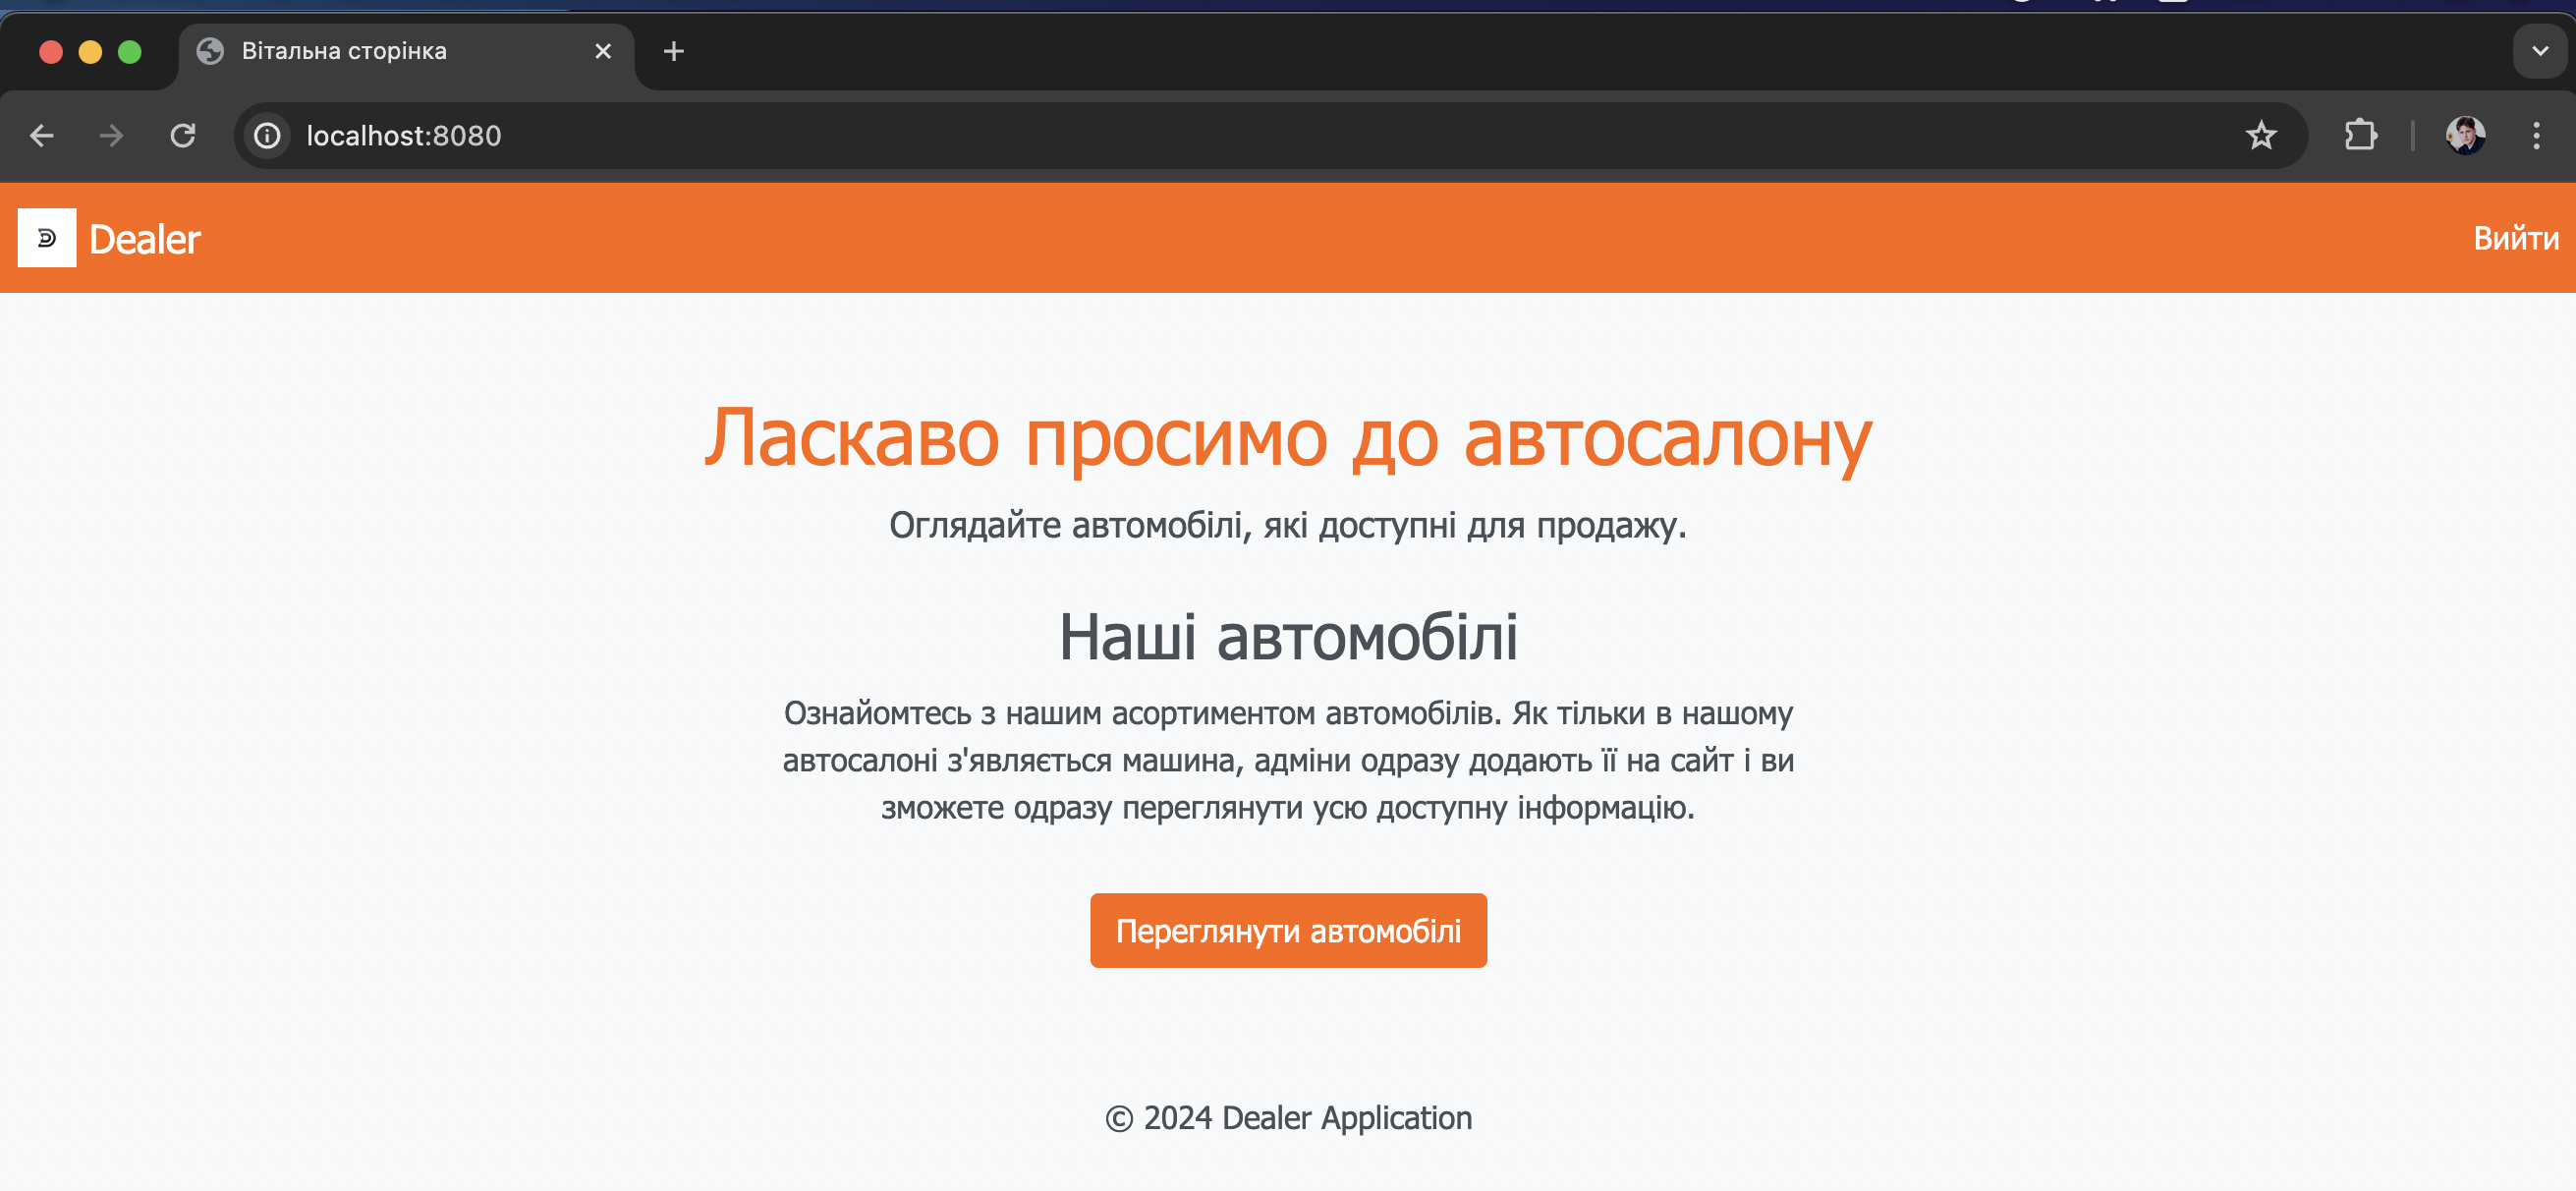 Вітальна сторінка
localhost:8080
Dealer
Вийти
Ласкаво просимо до автосалону
Оглядайте автомобілі, які доступні для продажу.
Наші автомобілі
Ознайомтесь з нашим асортиментом автомобілів. Як тільки в нашому
автосалоні з'являється машина, адміни одразу додають її на сайт і ви
зможете одразу переглянути усю доступну інформацію.
Переглянути автомобілі
© 2024 Dealer Application